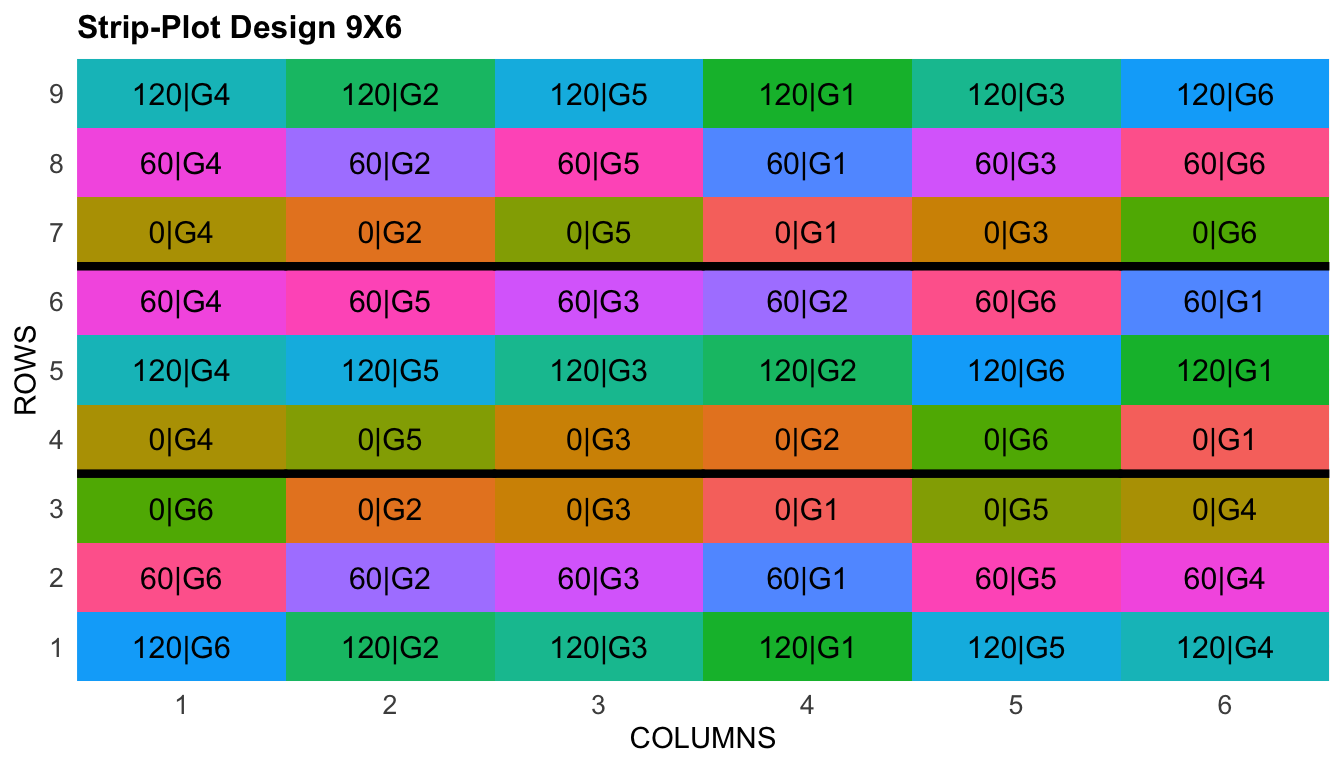 Strip-Plot Design 9X6
9 120|G4 120|G2 120|G5 120|G1 120|G3 120|G6
8 60|G4 60|G2 60|G5 60|G1 60|G3 60|G6
7 0|G4 0|G2 0|G5 0|G1 0|G3 0|G6
6 60|G4 60|G5 60|G3 60|G2 60|G6 60|G1
ROWS
5 120|G4 120|G5 120|G3 120|G2 120|G6 120|G1
4 0|G4 0|G5 0|G3 0|G2 0|G6 0|G1
3 0|G6 0|G2 0|G3 0|G1 0|G5 0|G4
2 60|G6 60|G2 60|G3 60|G1 60|G5 60|G4
1 120|G6 120|G2 120|G3 120|G1 120|G5 120|G4
1 2 3 4 5 6
COLUMNS